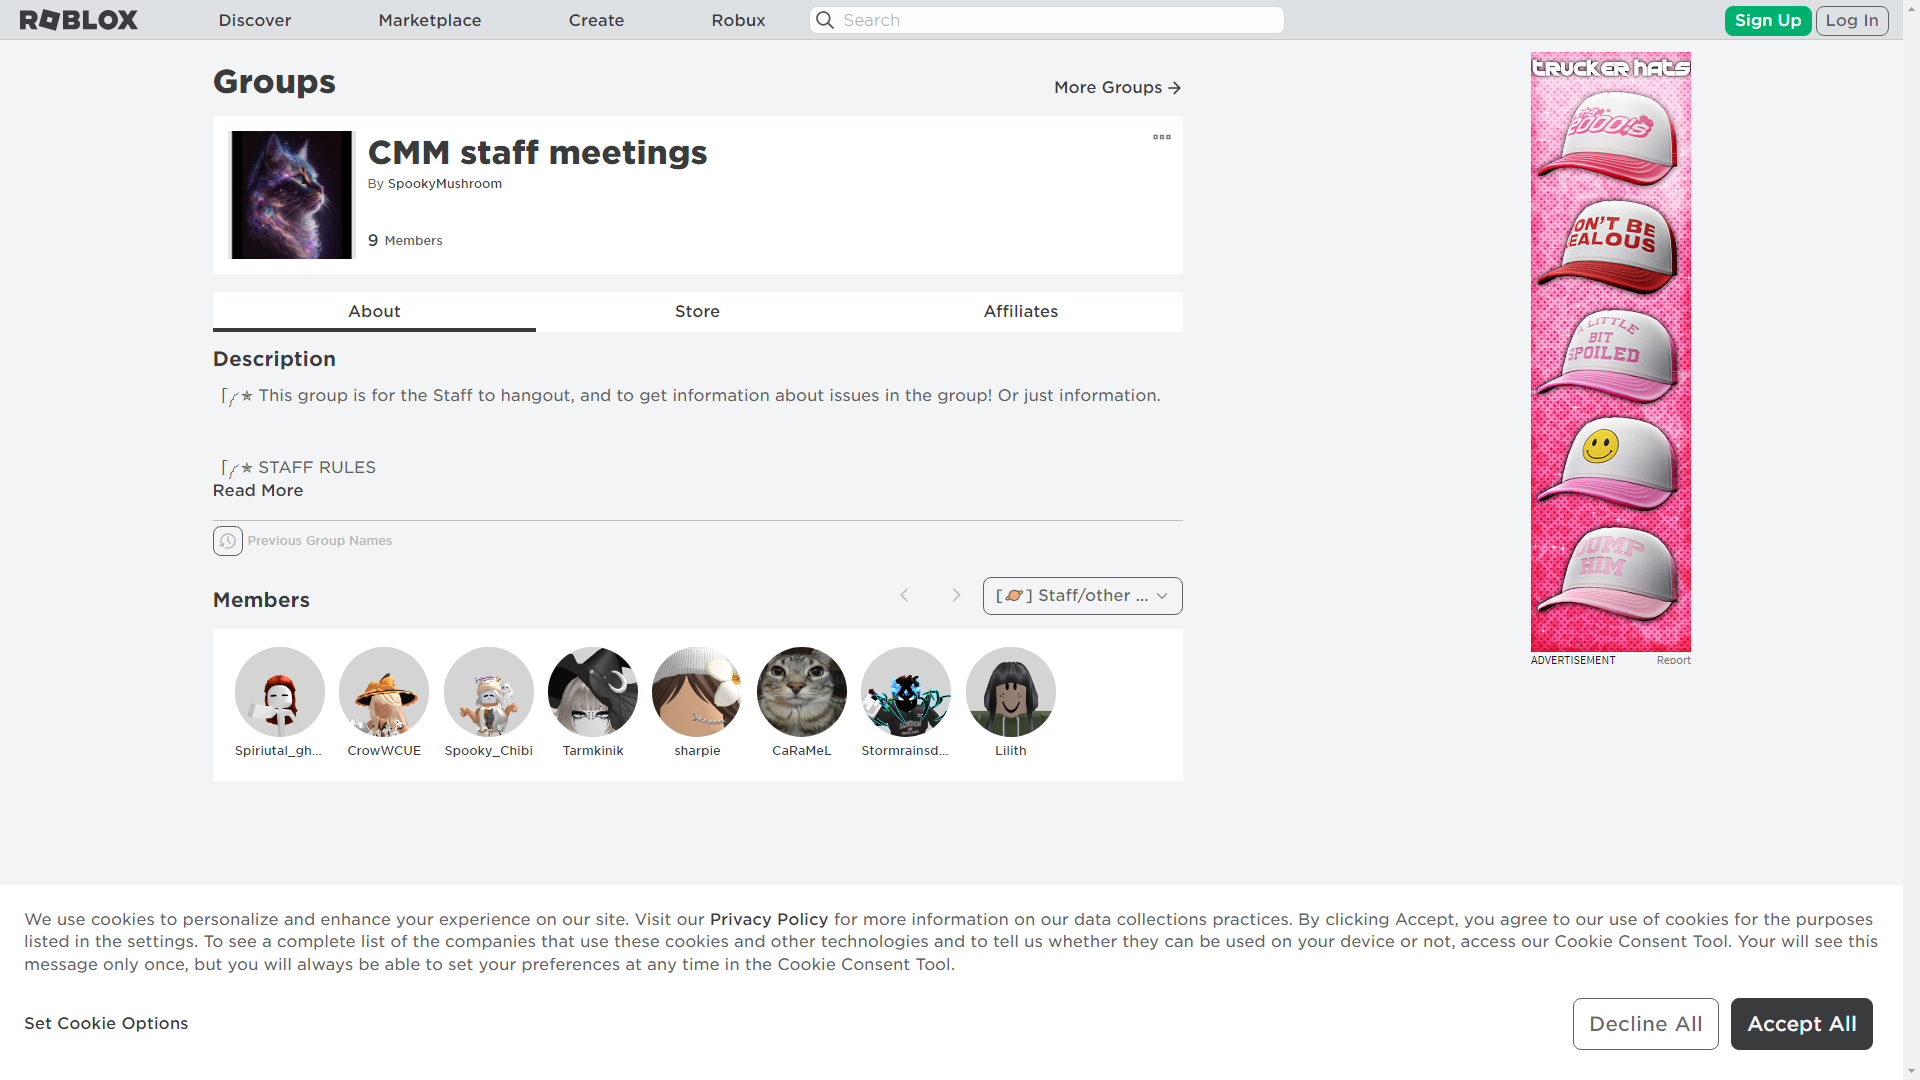 ROBLOX
Discover
Marketplace
Create
Robux
Search
Sign Up
Log In
Groups
More Groups
CMM staff meetings
By SpookyMushroom
9 Members
About
Store
Affiliates
Description
⎡╭✯ This group is for the Staff to hangout, and to get information about issues in the group! Or just information.
⎡╭✯ STAFF RULES
Read More
Previous Group Names
Members
[🪐] Staff/other ...
Spiriutal_gh...
CrowWCUE
Spooky_Chibi
Tarmkinik
sharpie
CaRaMeL
Stormrainsd...
Lilith
TRUCKER HATS
the 2000's
ON'T BE
EALOUS
A LITTLE
BIT
SPOILED
JUMP
HIM
ADVERTISEMENT
Report
We use cookies to personalize and enhance your experience on our site. Visit our Privacy Policy for more information on our data collections practices. By clicking Accept, you agree to our use of cookies for the purposes
listed in the settings. To see a complete list of the companies that use these cookies and other technologies and to tell us whether they can be used on your device or not, access our Cookie Consent Tool. Your will see this
message only once, but you will always be able to set your preferences at any time in the Cookie Consent Tool.
Set Cookie Options
Decline All
Accept All